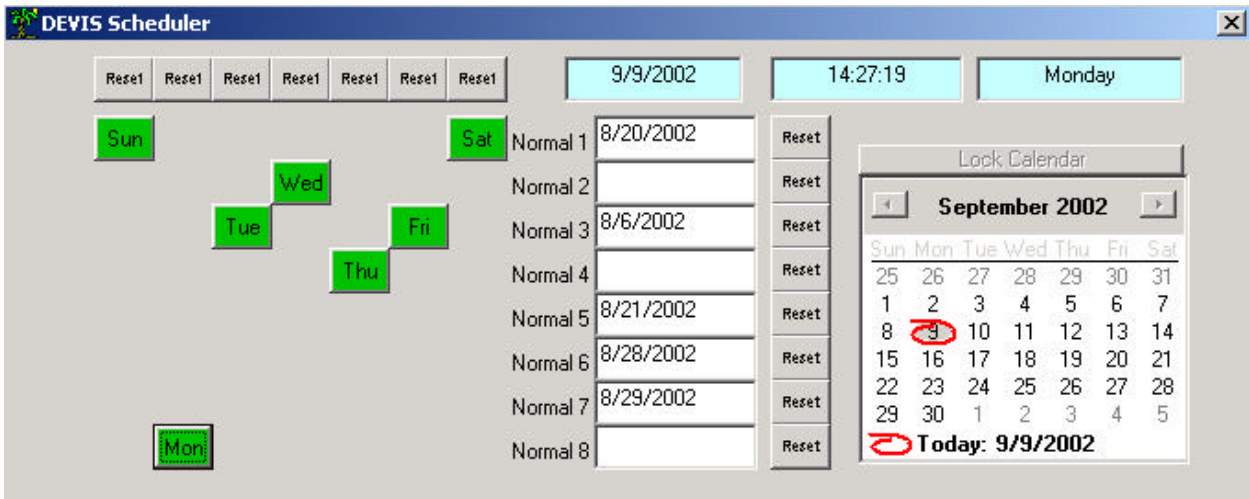 DEVIS Scheduler
Reset Reset Reset Reset Reset Reset Reset 9/9/2002 14:27:19 Monday
Sun Sat Normal 1 8/20/2002 Reset
Lock Calendar
Wed Normal 2 Reset
September 2002
Tue Fri Normal 3 8/6/2002 Reset
Sun Mon Tue Wed Thu Fri Sat
Thu Normal 4 Reset
25 26 27 28 29 30 31
1 2 3 4 5 6 7
Normal 5 8/21/2002 Reset
8 9 10 11 12 13 14
Normal 6 8/28/2002 Reset
15 16 17 18 19 20 21
22 23 24 25 26 27 28
Normal 7 8/29/2002 Reset
29 30 1 2 3 4 5
Mon Normal 8 Reset
Today: 9/9/2002